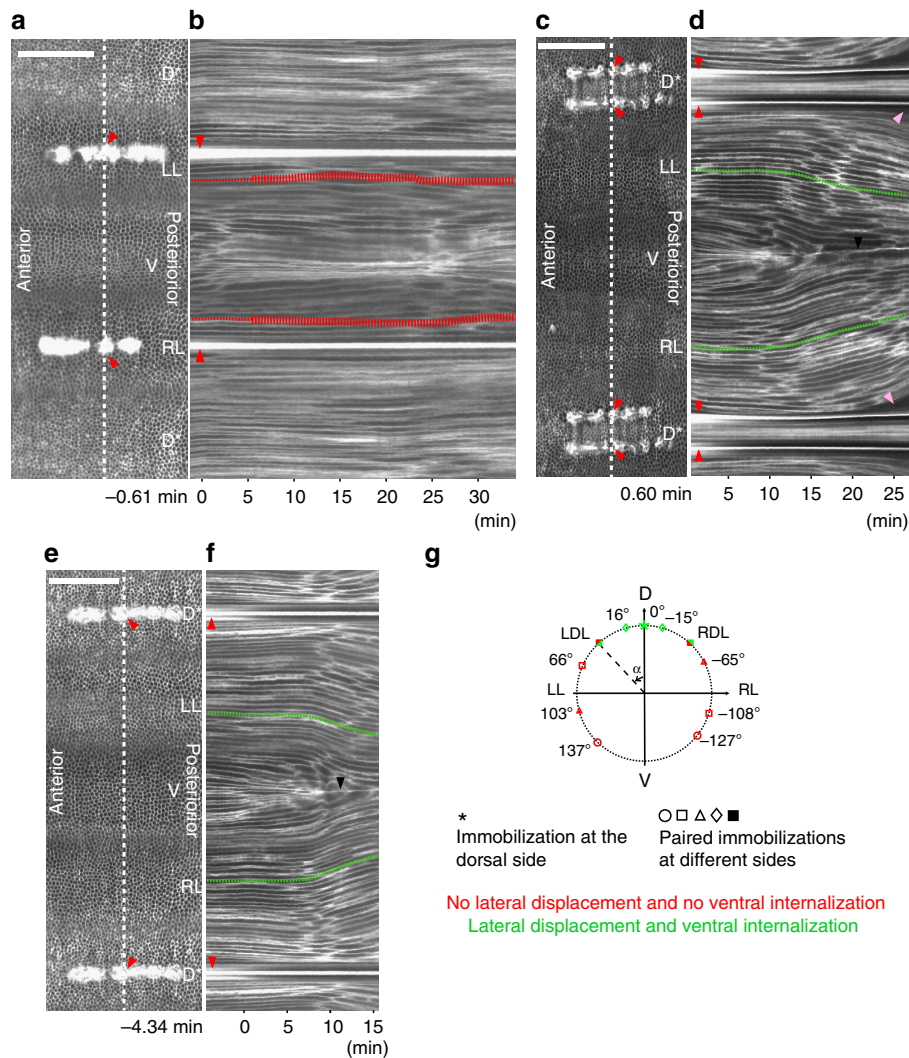 a
b
c
d
D*
LL
Anterior
V
Posteriorior
RL
D*
−0.61 min
0 5 10 15 20 25 30
(min)
D*
LL
Anterior
V
Posteriorior
RL
D*
0.60 min
5 10 15 20 25
(min)
e
f
g
D*
LL
Anterior
V
Posteriorior
RL
D*
−4.34 min
0 5 10 15
(min)
D
16° 0° −15°
LDL RDL
66° −65°
α
LL RL
103° −108°
137° −127°
V
*
Immobilization at the
dorsal side
Paired immobilizations
at different sides
No lateral displacement and no ventral internalization
Lateral displacement and ventral internalization